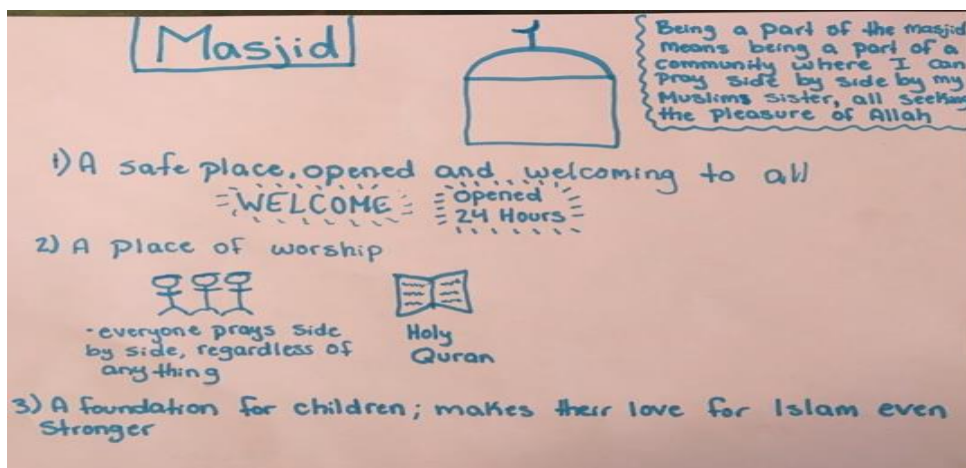 Masjid
Being a part of the masjid
means being a part of a
community where I can
pray side by side by my
Muslims sister, all seeking
the pleasure of Allah
1) A safe place, opened and welcoming to all
WELCOME
Opened
24 Hours
2) A place of worship
-everyone prays side
by side, regardless of
anything
Holy
Quran
3) A foundation for children; makes their love for Islam even
Stronger